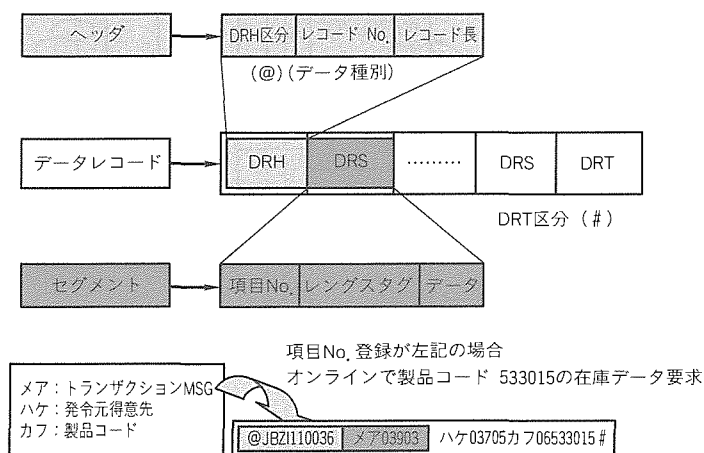 ヘッダ
DRH区分 レコード No. レコード長
(@)(データ種別)
データレコード
DRH DRS ……… DRS DRT
DRT区分 (#)
セグメント
項目No. レングスタグ データ
項目No. 登録が左記の場合
オンラインで製品コード 533015の在庫データ要求
メア:トランザクションMSG
ハケ:発令元得意先
カフ:製品コード
@JBZI110036 メア03903 ハケ03705カフ06533015#